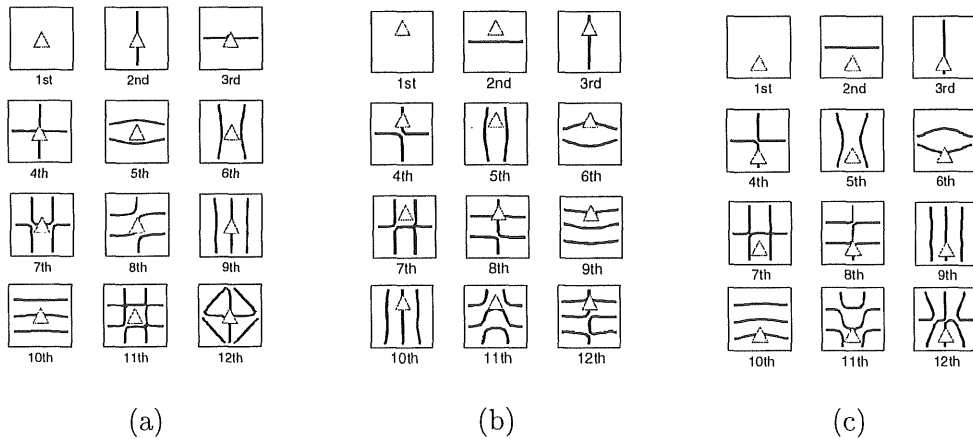 1st 2nd 3rd
4th 5th 6th
7th 8th 9th
10th 11th 12th
(a)
1st 2nd 3rd
4th 5th 6th
7th 8th 9th
10th 11th 12th
(b)
1st 2nd 3rd
4th 5th 6th
7th 8th 9th
10th 11th 12th
(c)